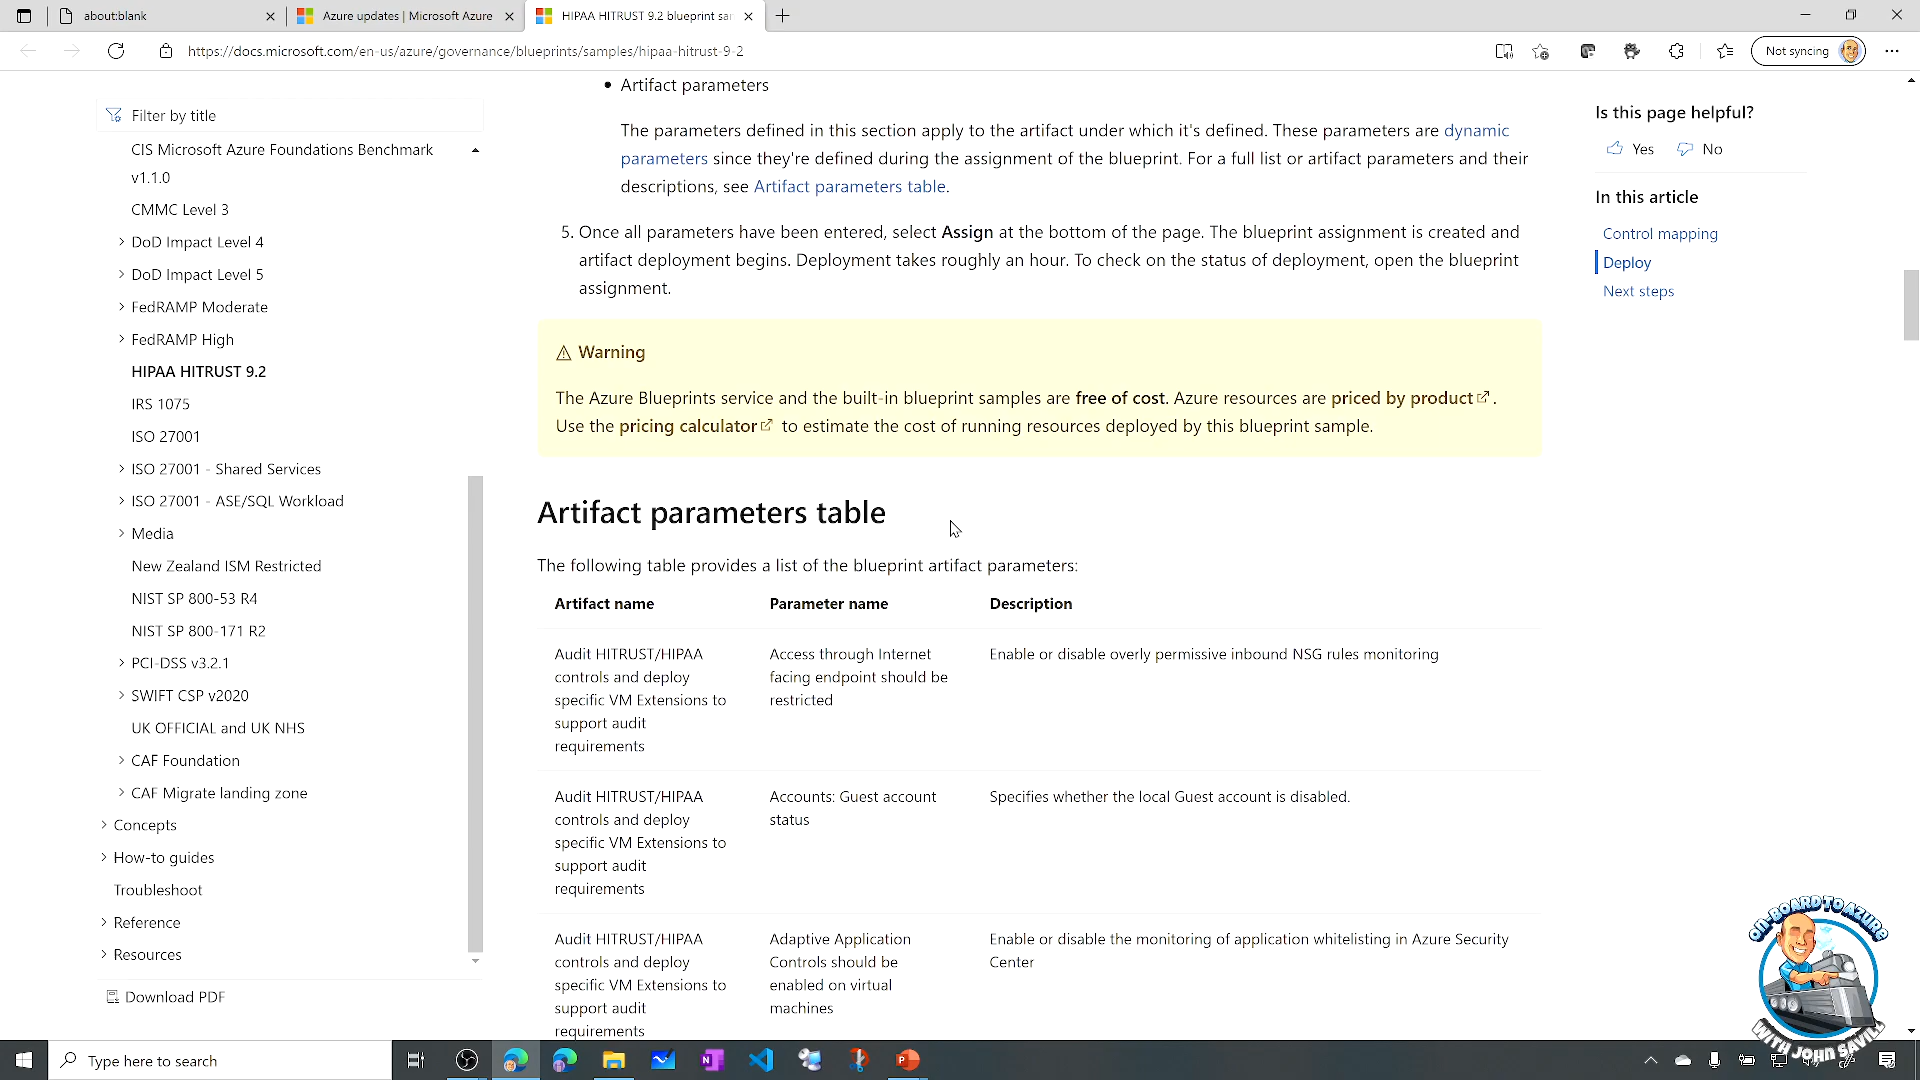 about:blank
Azure updates | Microsoft Azure
HIPAA HITRUST 9.2 blueprint sar
https://docs.microsoft.com/en-us/azure/governance/blueprints/samples/hipaa-hitrust-9-2
Not syncing
Filter by title
CIS Microsoft Azure Foundations Benchmark
v1.1.0
CMMC Level 3
DoD Impact Level 4
DoD Impact Level 5
FedRAMP Moderate
FedRAMP High
HIPAA HITRUST 9.2
IRS 1075
ISO 27001
ISO 27001 - Shared Services
ISO 27001 - ASE/SQL Workload
Media
New Zealand ISM Restricted
NIST SP 800-53 R4
NIST SP 800-171 R2
PCI-DSS v3.2.1
SWIFT CSP v2020
UK OFFICIAL and UK NHS
CAF Foundation
CAF Migrate landing zone
Concepts
How-to guides
Troubleshoot
Reference
Resources
Download PDF
• Artifact parameters
The parameters defined in this section apply to the artifact under which it's defined. These parameters are dynamic
parameters since they're defined during the assignment of the blueprint. For a full list or artifact parameters and their
descriptions, see Artifact parameters table.
5. Once all parameters have been entered, select Assign at the bottom of the page. The blueprint assignment is created and
artifact deployment begins. Deployment takes roughly an hour. To check on the status of deployment, open the blueprint
assignment.
Warning
The Azure Blueprints service and the built-in blueprint samples are free of cost. Azure resources are priced by product.
Use the pricing calculator to estimate the cost of running resources deployed by this blueprint sample.
Artifact parameters table
The following table provides a list of the blueprint artifact parameters:
Artifact name Parameter name Description
Audit HITRUST/HIPAA
controls and deploy
specific VM Extensions to
support audit
requirements
Access through Internet
facing endpoint should be
restricted
Enable or disable overly permissive inbound NSG rules monitoring
Audit HITRUST/HIPAA
controls and deploy
specific VM Extensions to
support audit
requirements
Accounts: Guest account
status
Specifies whether the local Guest account is disabled.
Audit HITRUST/HIPAA
controls and deploy
specific VM Extensions to
support audit
requirements
Adaptive Application
Controls should be
enabled on virtual
machines
Enable or disable the monitoring of application whitelisting in Azure Security
Center
Is this page helpful?
Yes No
In this article
Control mapping
Deploy
Next steps
ON-BOARD TO AZURE
WITH JOHN SAVILL
Type here to search